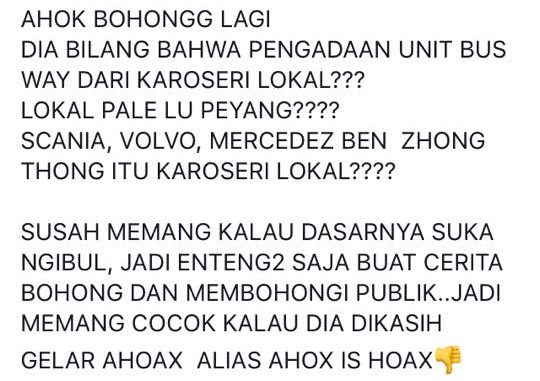 AHOK BOHONGG LAGI
DIA BILANG BAHWA PENGADAAN UNIT BUS
WAY DARI KAROSERI LOKAL???
LOKAL PALE LU PEYANG????
SCANIA, VOLVO, MERCEDEZ BEN  ZHONG
THONG ITU KAROSERI LOKAL????

SUSAH MEMANG KALAU DASARNYA SUKA
NGIBUL, JADI ENTENG2 SAJA BUAT CERITA
BOHONG DAN MEMBOHONGI PUBLIK..JADI
MEMANG COCOK KALAU DIA DIKASIH
GELAR AHOAX  ALIAS AHOX IS HOAX👎